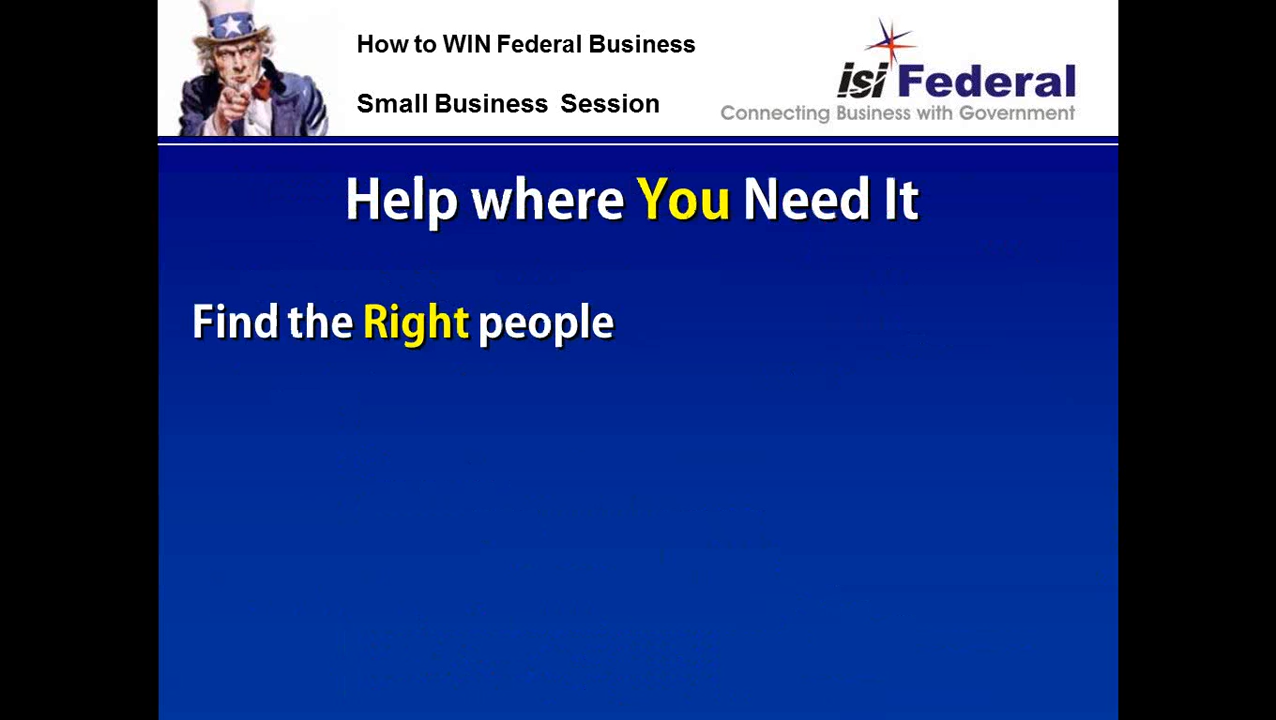 How to WIN Federal Business
Small Business Session
isi Federal
Connecting Business with Government
Help where You Need It
Find the Right people